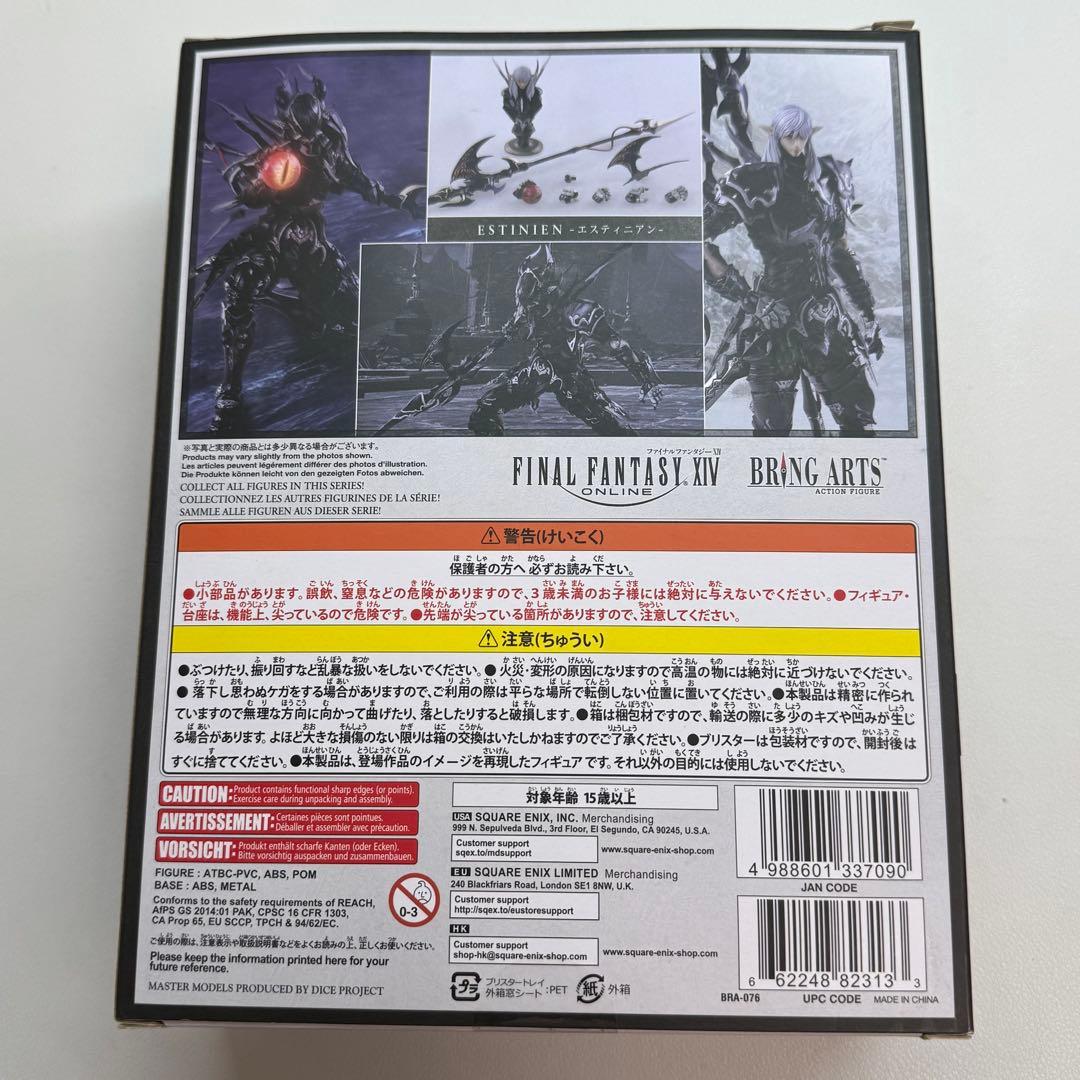 ESTINIEN -エスティニアン-
※写真と実際の商品とは多少異なる場合がございます。
Products may vary slightly from the photos shown.
Les articles peuvent légèrement différer des photos d'illustration.
Die Produkte können leicht von den gezeigten Fotos abweichen.
COLLECT ALL FIGURES IN THIS SERIES!
COLLECTIONNEZ LES AUTRES FIGURINES DE LA SÉRIE!
SAMMLE ALLE FIGUREN AUS DIESER SERIE!
ファイナルファンタジーXIV
FINAL FANTASY XIV
ONLINE
BRING ARTS™
ACTION FIGURE
⚠警告(けいこく)
保護者の方へ 必ずお読み下さい。
●小部品があります。誤飲、窒息などの危険がありますので、3歳未満のお子様には絶対に与えないでください。●フィギュア・
台座は、機能上、尖っているので危険です。●先端が尖っている箇所がありますので、注意してください。
⚠注意(ちゅうい)
●ぶつけたり、振り回すなど乱暴な扱いをしないでください。●火災・変形の原因になりますので高温の物には絶対に近づけないでください。
●落下し思わぬケガをする場合がありますので、ご利用の際は平らな場所で転倒しない位置に置いてください。●本製品は精密に作られ
ていますので無理な方向に向かって曲げたり、落としたりすると破損します。●箱は梱包材ですので、輸送の際に多少のキズや凹みが生じ
る場合があります。よほど大きな損傷のない限りは箱の交換はいたしかねますのでご了承ください。●ブリスターは包装材ですので、開封後は
すぐに捨ててください。●本製品は、登場作品のイメージを再現したフィギュアです。それ以外の目的には使用しないでください。
CAUTION: Product contains functional sharp edges (or points).
Exercise care during unpacking and assembly.
AVERTISSEMENT: Certaines pièces sont pointues.
Déballer et assembler avec précaution.
VORSICHT: Produkt enthält scharfe Kanten (oder Ecken).
Bitte vorsichtig auspacken und zusammenbauen.
FIGURE : ATBC-PVC, ABS, POM
BASE : ABS, METAL
Conforms to the safety requirements of REACH,
AfPS GS 2014:01 PAK, CPSC 16 CFR 1303,
CA Prop 65, EU SCCP, TPCH & 94/62/EC.
0-3
ご使用の際は、注意表示や取扱説明書などをよくお読みの上、正しくお使いください。
Please keep the information printed here for your
future reference.
MASTER MODELS PRODUCED BY DICE PROJECT
対象年齢 15歳以上
USA SQUARE ENIX, INC. Merchandising
999 N. Sepulveda Blvd., 3rd Floor, El Segundo, CA 90245, U.S.A.
Customer support
sqex.to/mdsupport
www.square-enix-shop.com
EU SQUARE ENIX LIMITED Merchandising
240 Blackfriars Road, London SE1 8NW, U.K.
Customer support
http://sqex.to/eustoresupport
HK
Customer support
shop-hk@square-enix.com
www.square-enix-shop.com
プラ
ブリスタートレイ
外箱窓シート :PET
紙 外箱
4 988601 337090
JAN CODE
6 62248 82313 3
BRA-076
UPC CODE
MADE IN CHINA